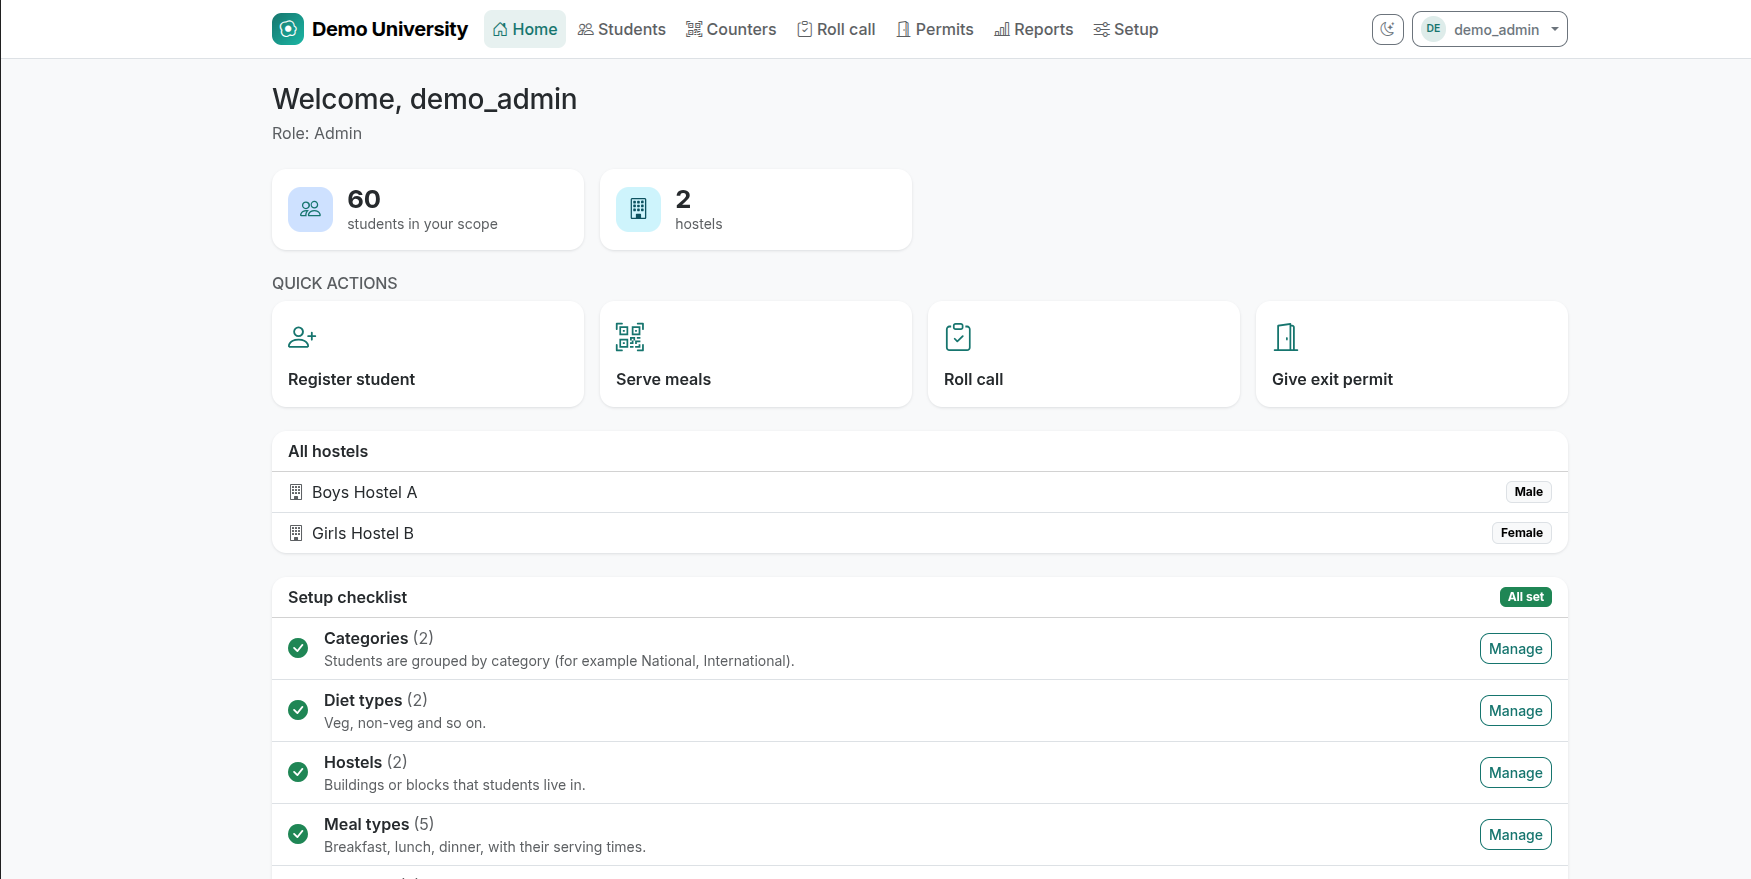 Demo University Home Students Counters Roll call Permits Reports Setup DE demo_admin
Welcome, demo_admin
Role: Admin
60
students in your scope
2
hostels
QUICK ACTIONS
Register student
Serve meals
Roll call
Give exit permit
All hostels
Boys Hostel A Male
Girls Hostel B Female
Setup checklist All set
Categories (2)
Students are grouped by category (for example National, International).
Manage
Diet types (2)
Veg, non-veg and so on.
Manage
Hostels (2)
Buildings or blocks that students live in.
Manage
Meal types (5)
Breakfast, lunch, dinner, with their serving times.
Manage